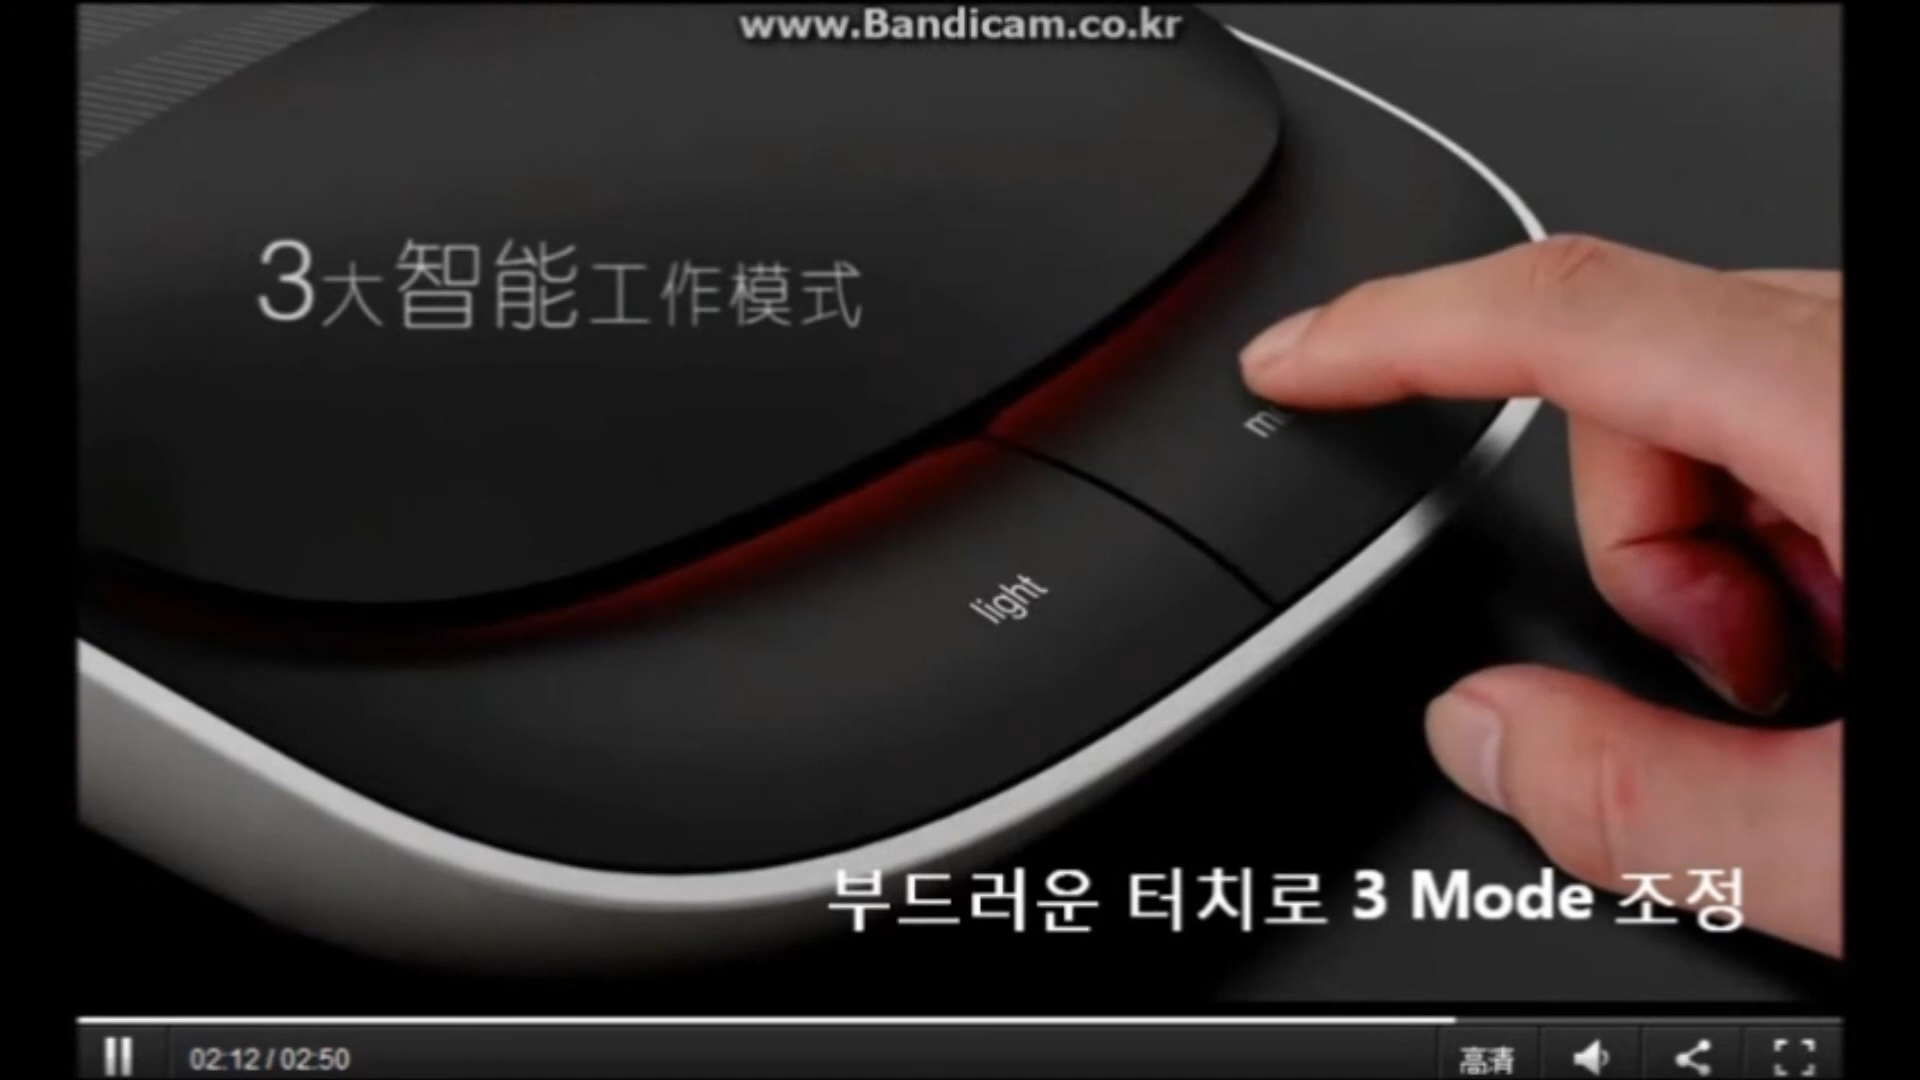 www.Bandicam.co.kr
3大智能工作模式
light
부드러운 터치로 3 Mode 조정
02:12 / 02:50
高清